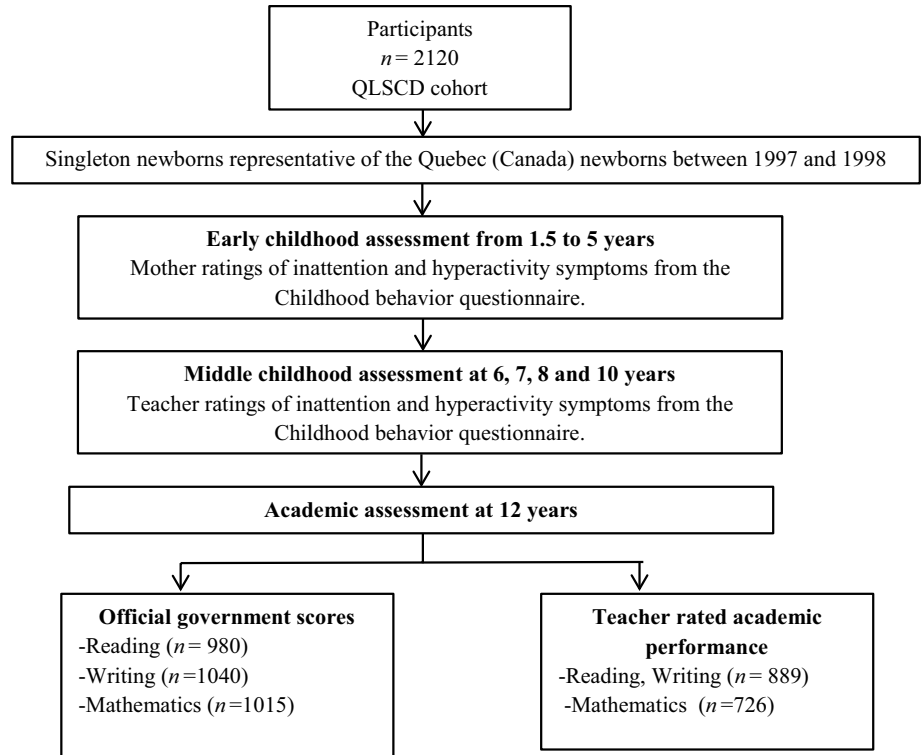 Participants
n = 2120
QLSCD cohort
Singleton newborns representative of the Quebec (Canada) newborns between 1997 and 1998
Early childhood assessment from 1.5 to 5 years
Mother ratings of inattention and hyperactivity symptoms from the
Childhood behavior questionnaire.
Middle childhood assessment at 6, 7, 8 and 10 years
Teacher ratings of inattention and hyperactivity symptoms from the
Childhood behavior questionnaire.
Academic assessment at 12 years
Official government scores
-Reading (n = 980)
-Writing (n =1040)
-Mathematics (n =1015)
Teacher rated academic
performance
-Reading, Writing (n = 889)
-Mathematics (n =726)